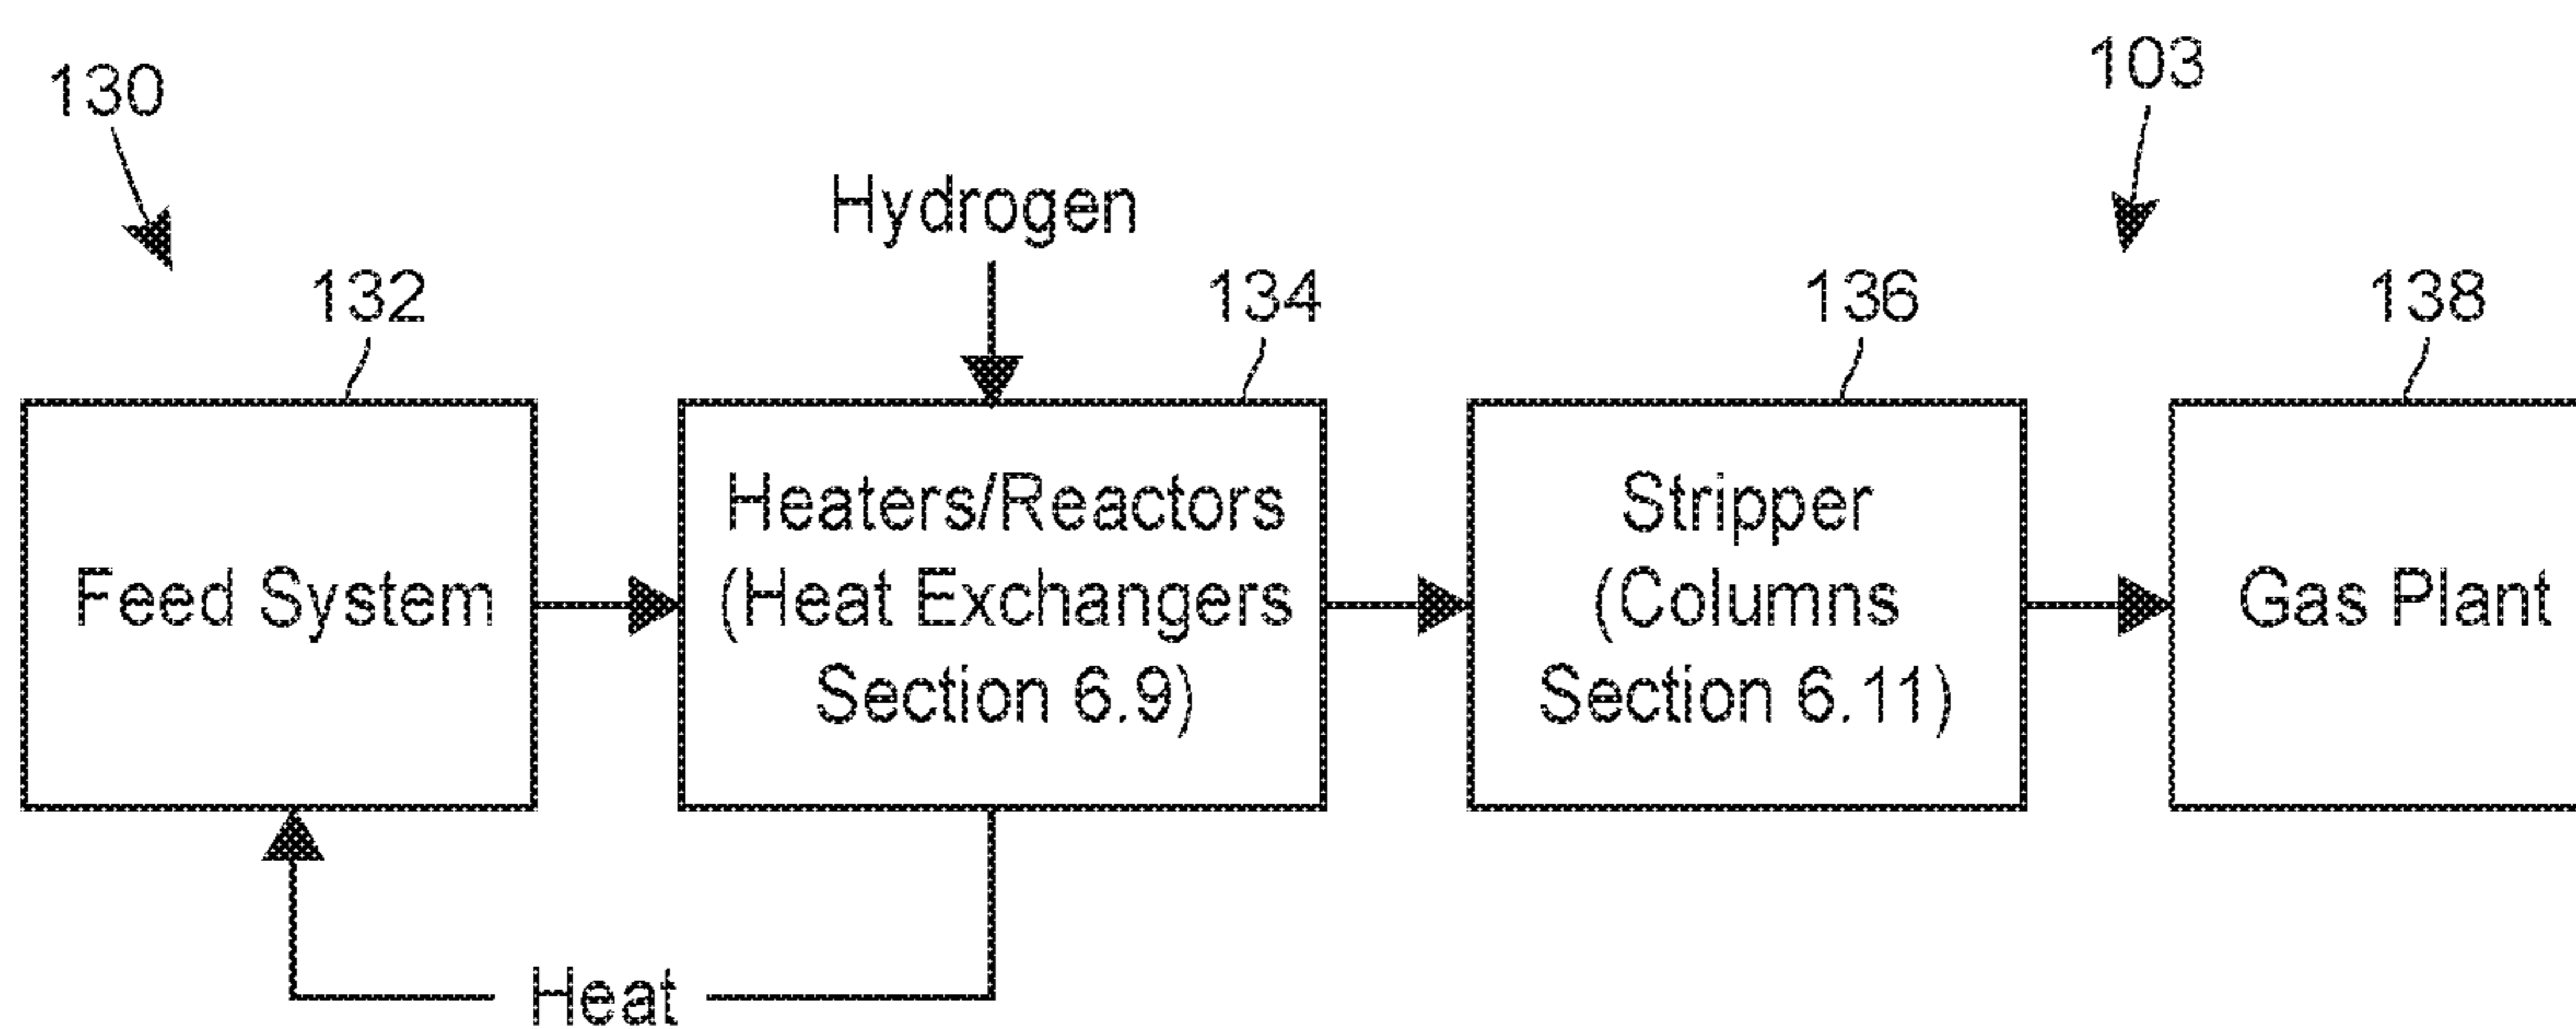 130
103
Hydrogen
132
134
136
138
Feed System
Heaters/Reactors
(Heat Exchangers
Section 6.9)
Stripper
(Columns
Section 6.11)
Gas Plant
Heat